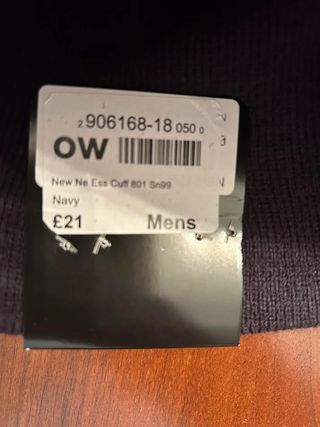 2 906168-18 050 0
OW
New Ne Ess Cuff 801 Sn99
Navy
£21 Mens